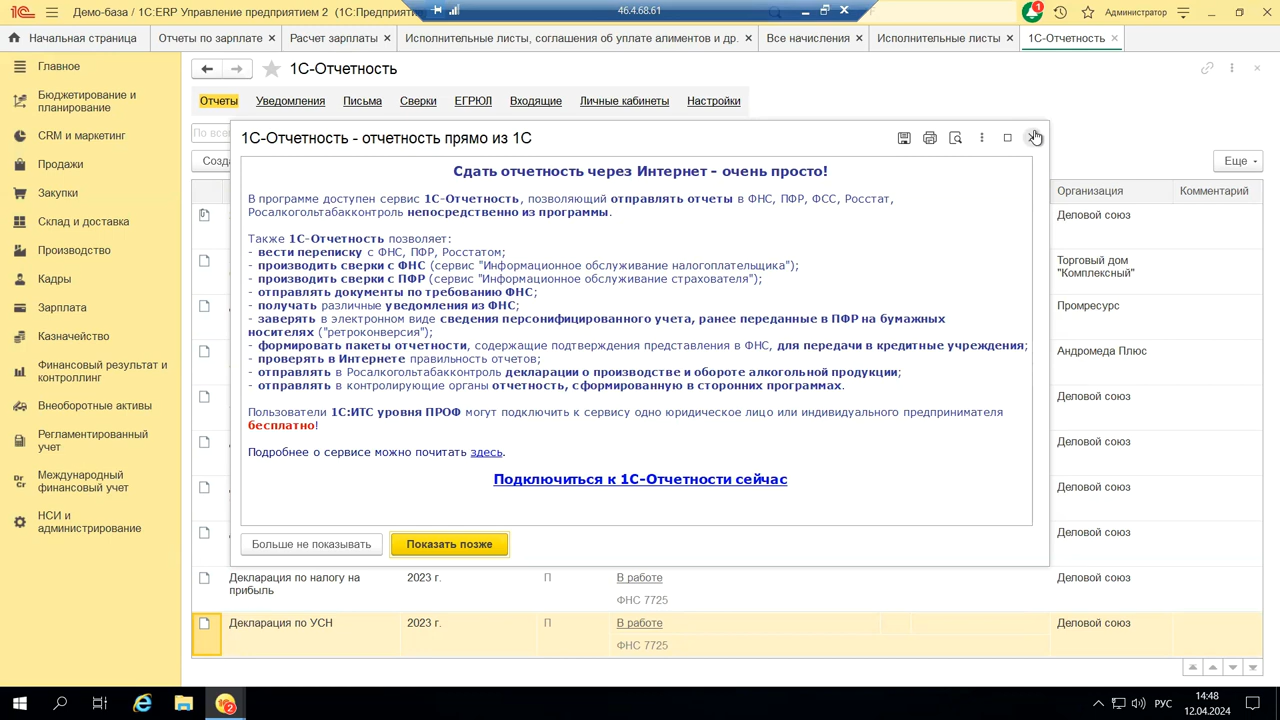 Демо-база / 1С:ERP Управление предприятием 2 (1С:Предприятие
46.4.68.61
1
Администратор
Начальная страница
Отчеты по зарплате
Расчет зарплаты
Исполнительные листы, соглашения об уплате алиментов и др.
Все начисления
Исполнительные листы
1С-Отчетность
Главное
Бюджетирование и
планирование
CRM и маркетинг
Продажи
Закупки
Склад и доставка
Производство
Кадры
Зарплата
Казначейство
Финансовый результат и
контроллинг
Внеоборотные активы
Регламентированный
учет
Международный
финансовый учет
НСИ и
администрирование
1С-Отчетность
Отчеты
Уведомления
Письма
Сверки
ЕГРЮЛ
Входящие
Личные кабинеты
Настройки
По все
Созд
Еще
Организация
Комментарий
Деловой союз
Торговый дом
"Комплексный"
Промресурс
Андромеда Плюс
Деловой союз
Деловой союз
Деловой союз
Деловой союз
1С-Отчетность - отчетность прямо из 1С
Сдать отчетность через Интернет - очень просто!
В программе доступен сервис 1С-Отчетность, позволяющий отправлять отчеты в ФНС, ПФР, ФСС, Росстат,
Росалкогольтабакконтроль непосредственно из программы.
Также 1С-Отчетность позволяет:
- вести переписку с ФНС, ПФР, Росстатом;
- производить сверки с ФНС (сервис "Информационное обслуживание налогоплательщика");
- производить сверки с ПФР (сервис "Информационное обслуживание страхователя");
- отправлять документы по требованию ФНС;
- получать различные уведомления из ФНС;
- заверять в электронном виде сведения персонифицированного учета, ранее переданные в ПФР на бумажных
носителях ("ретроконверсия");
- формировать пакеты отчетности, содержащие подтверждения представления в ФНС, для передачи в кредитные учреждения;
- проверять в Интернете правильность отчетов;
- отправлять в Росалкогольтабакконтроль декларации о производстве и обороте алкогольной продукции;
- отправлять в контролирующие органы отчетность, сформированную в сторонних программах.
Пользователи 1С:ИТС уровня ПРОФ могут подключить к сервису одно юридическое лицо или индивидуального предпринимателя
бесплатно!
Подробнее о сервисе можно почитать здесь.
Подключиться к 1С-Отчетности сейчас
Больше не показывать
Показать позже
Декларация по налогу на
прибыль
2023 г.
П
В работе
ФНС 7725
Деловой союз
Декларация по УСН
2023 г.
П
В работе
ФНС 7725
Деловой союз
2
РУС
14:48
12.04.2024